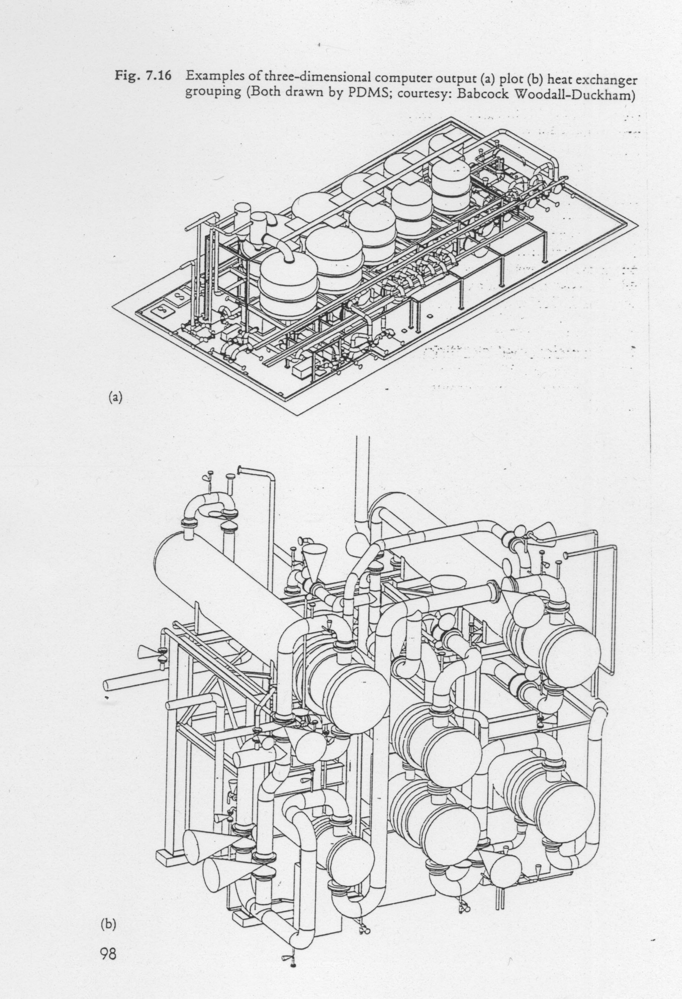 Fig. 7.16 Examples of three-dimensional computer output (a) plot (b) heat exchanger
grouping (Both drawn by PDMS; courtesy: Babcock Woodall-Duckham)
S
S
(a)
(b)
98